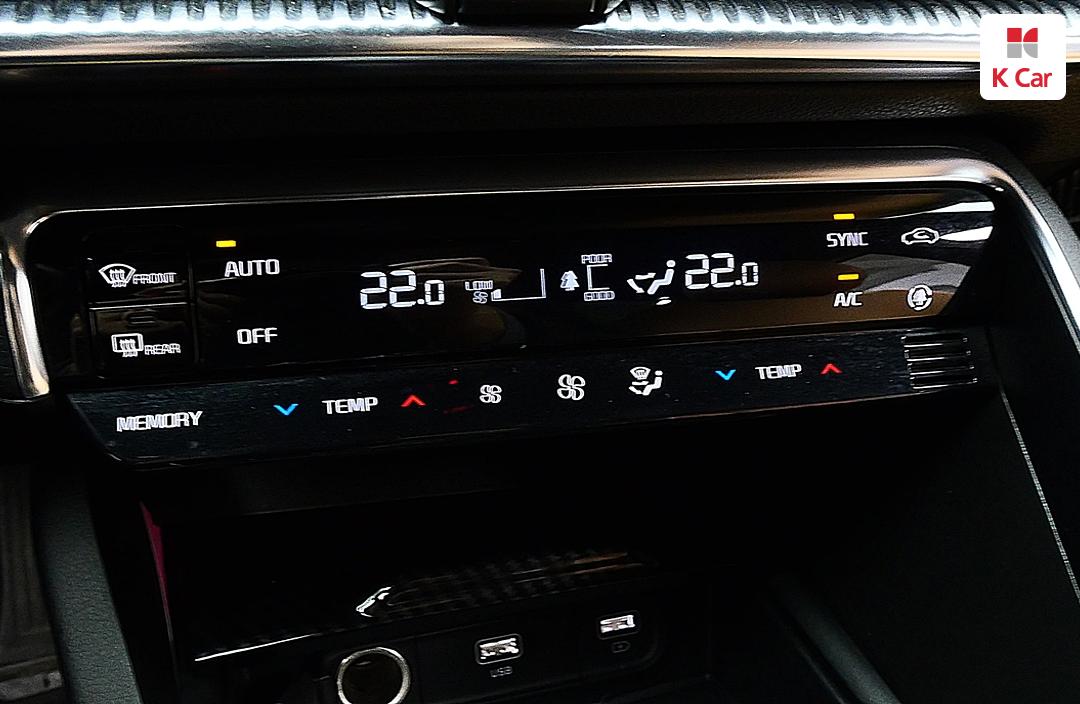 K Car
FRONT
AUTO
22.0
LOW
POOR
GOOD
22.0
SYNC
A/C
REAR
OFF
MEMORY
TEMP
TEMP
USB